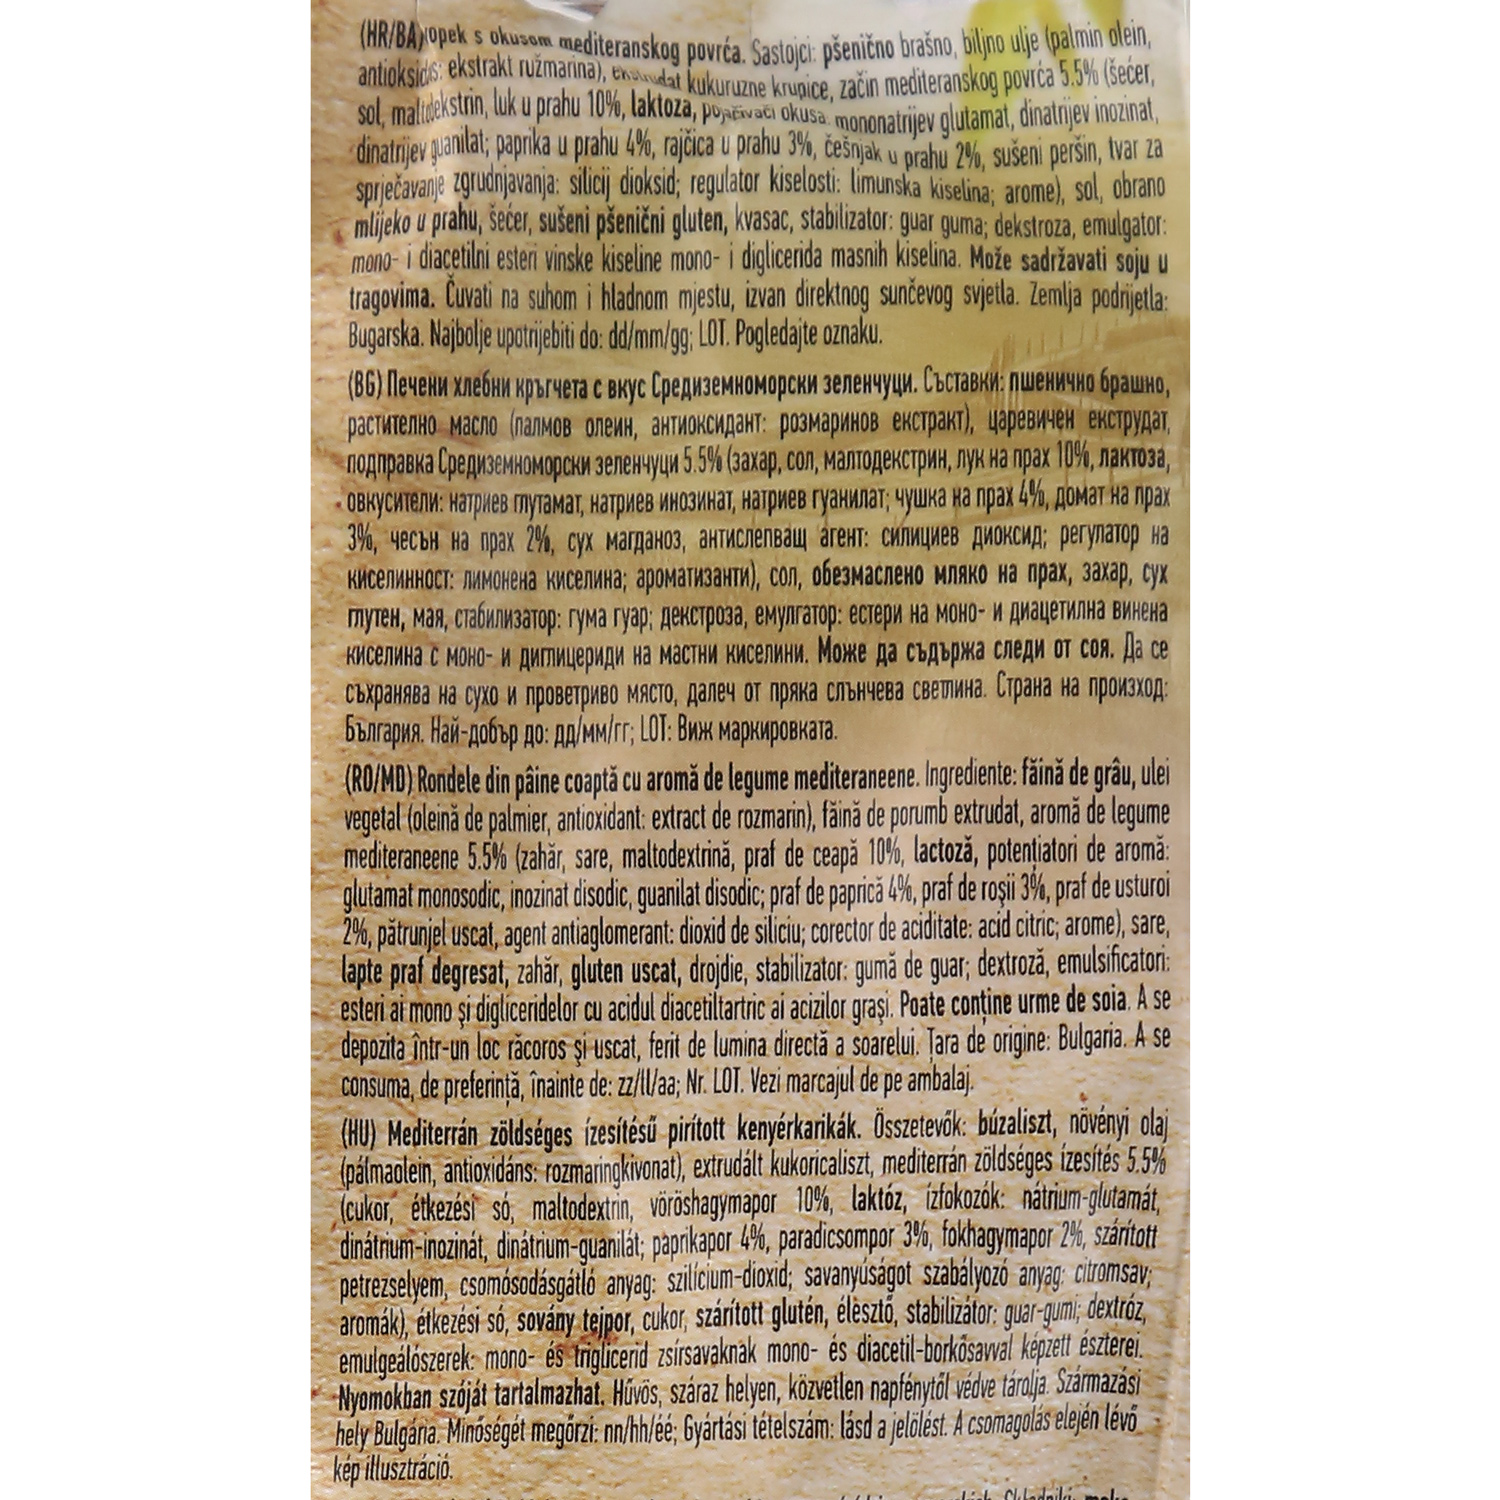 (HR/BA) opek s okusom mediteranskog povrća. Sastojci: pšenično brašno, biljno ulje (palmin olein,
antioksidans: ekstrakt ružmarina), ekstrudat kukuruzne krupice, začin mediteranskog povrća 5.5% (šećer,
sol, maltodekstrin, luk u prahu 10%, laktoza, pojačivači okusa: mononatrijev glutamat, dinatrijev inozinat,
dinatrijev guanilat; paprika u prahu 4%, rajčica u prahu 3%, češnjak u prahu 2%, sušeni peršin, tvar za
sprječavanje zgrudnjavanja: silicij dioksid; regulator kiselosti: limunska kiselina; arome), sol, obrano
mlijeko u prahu, šećer, sušeni pšenični gluten, kvasac, stabilizator: guar guma; dekstroza, emulgator:
mono- i diacetilni esteri vinske kiseline mono- i diglicerida masnih kiselina. Može sadržavati soju u
tragovima. Čuvati na suhom i hladnom mjestu, izvan direktnog sunčevog svjetla. Zemlja podrijetla:
Bugarska. Najbolje upotrijebiti do: dd/mm/gg; LOT. Pogledajte oznaku.
(BG) Печени хлебни кръгчета с вкус Средиземноморски зеленчуци. Съставки: пшенично брашно,
растително масло (палмов олеин, антиоксидант: розмаринов екстракт), царевичен екструдат,
подправка Средиземноморски зеленчуци 5.5% (захар, сол, малтодекстрин, лук на прах 10%, лактоза,
овкусители: натриев глутамат, натриев инозинат, натриев гуанилат; чушка на прах 4%, домат на прах
3%, чесън на прах 2%, сух магданоз, антислепващ агент: силициев диоксид; регулатор на
киселинност: лимонена киселина; ароматизанти), сол, обезмаслено мляко на прах, захар, сух
глутен, мая, стабилизатор: гума гуар; декстроза, емулгатор: естери на моно- и диацетилна винена
киселина с моно- и диглицериди на мастни киселини. Може да съдържа следи от соя. Да се
съхранява на сухо и проветриво място, далеч от пряка слънчева светлина. Страна на произход:
България. Най-добър до: дд/мм/гг; LOT: Виж маркировката.
(RO/MD) Rondele din pâine coaptă cu aromă de legume mediteraneene. Ingrediente: făină de grâu, ulei
vegetal (oleină de palmier, antioxidant: extract de rozmarin), făină de porumb extrudat, aromă de legume
mediteraneene 5.5% (zahăr, sare, maltodextrină, praf de ceapă 10%, lactoză, potențiatori de aromă:
glutamat monosodic, inozinat disodic, guanilat disodic; praf de paprică 4%, praf de roșii 3%, praf de usturoi
2%, pătrunjel uscat, agent antiaglomerant: dioxid de siliciu; corector de aciditate: acid citric; arome), sare,
lapte praf degresat, zahăr, gluten uscat, drojdie, stabilizator: gumă de guar; dextroză, emulsificatori:
esteri ai mono și digliceridelor cu acidul diacetiltartric ai acizilor grași. Poate conține urme de soia. A se
depozita într-un loc răcoros și uscat, ferit de lumina directă a soarelui. Țara de origine: Bulgaria. A se
consuma, de preferință, înainte de: zz/ll/aa; Nr. LOT. Vezi marcajul de pe ambalaj.
(HU) Mediterrán zöldséges ízesítésű pirított kenyérkarikák. Összetevők: búzaliszt, növényi olaj
(pálmaolein, antioxidáns: rozmaringkivonat), extrudált kukoricaliszt, mediterrán zöldséges ízesítés 5.5%
(cukor, étkezési só, maltodextrin, vöröshagymapor 10%, laktóz, ízfokozók: nátrium-glutamát,
dinátrium-inozinát, dinátrium-guanilát; paprikapor 4%, paradicsompor 3%, fokhagymapor 2%, szárított
petrezselyem, csomósodásgátló anyag: szilícium-dioxid; savanyúságot szabályozó anyag: citromsav;
aromák), étkezési só, sovány tejpor, cukor, szárított glutén, élesztő, stabilizátor: guar-gumi; dextróz,
emulgeálószerek: mono- és triglicerid zsírsavaknak mono- és diacetil-borkősavval képzett észterei.
Nyomokban szóját tartalmazhat. Hűvös, száraz helyen, közvetlen napfénytől védve tárolja. Származási
hely Bulgária. Minőségét megőrzi: nn/hh/éé; Gyártási tételszám: lásd a jelölést. A csomagolás elején lévő
kép illusztráció.